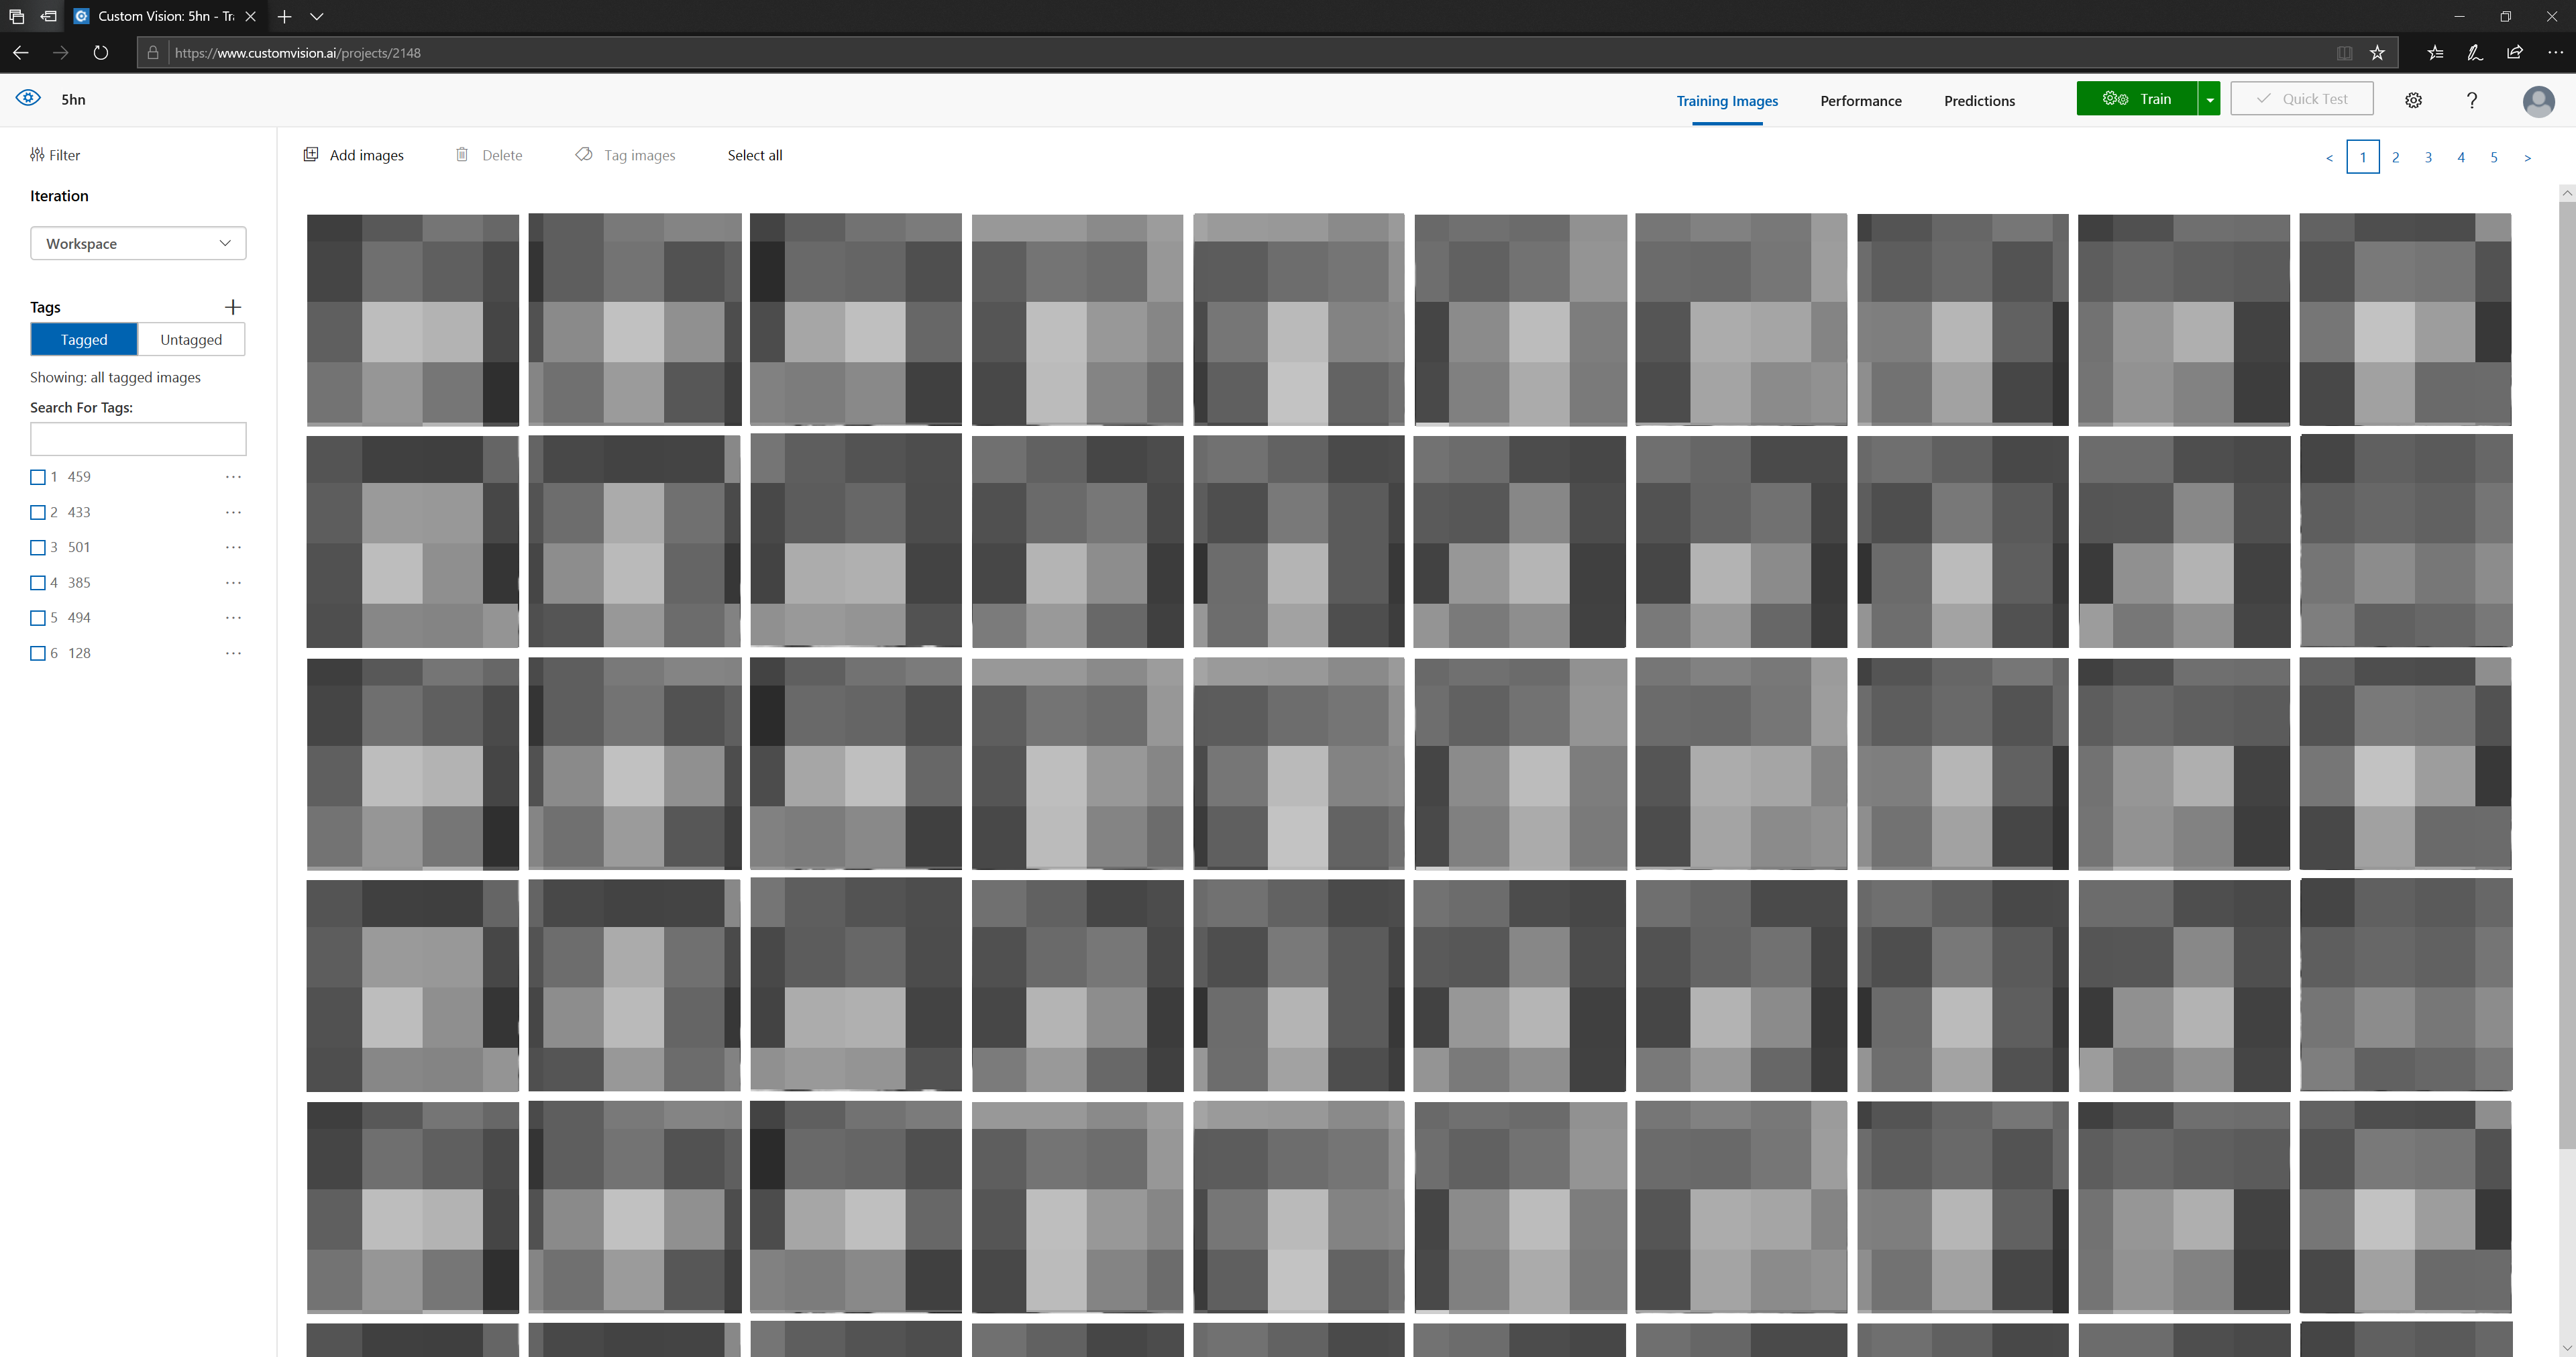 Custom Vision: 5hn - Tr
https://www.customvision.ai/projects/2148
5hn
Training Images
Performance
Predictions
Train
Quick Test
?
Filter
Add images
Delete
Tag images
Select all
< 1 2 3 4 5 >
Iteration
Workspace
Tags
Tagged
Untagged
Showing: all tagged images
Search For Tags:
1 459 ...
2 433 ...
3 501 ...
4 385 ...
5 494 ...
6 128 ...